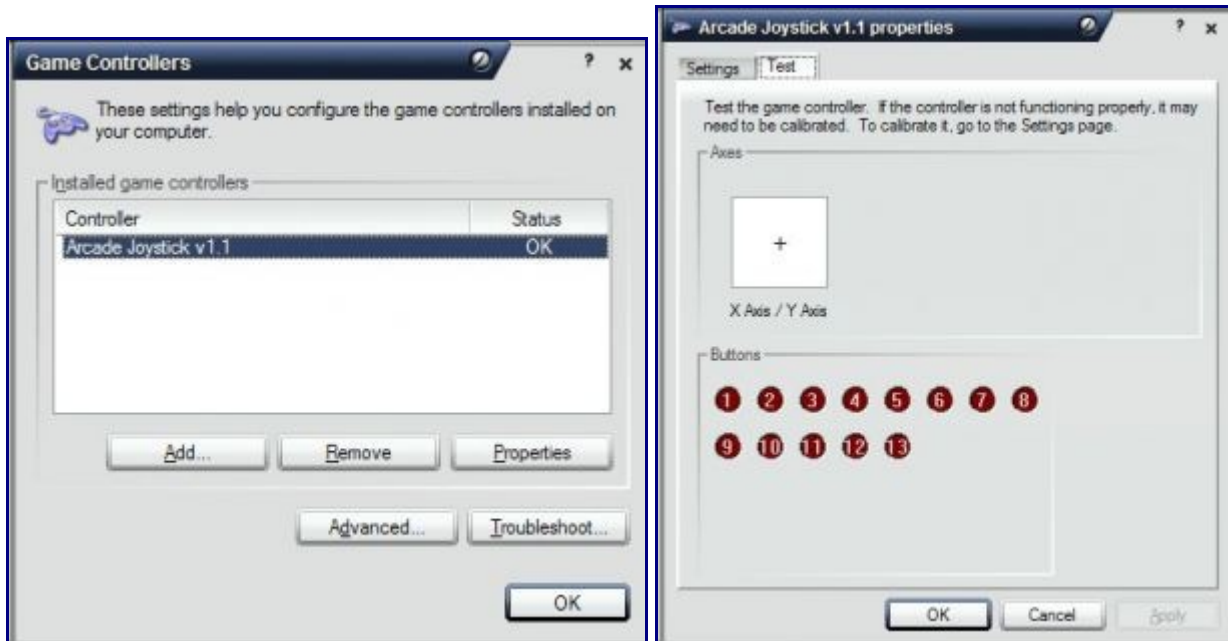 Game Controllers
?
x
These settings help you configure the game controllers installed on
your computer.
Installed game controllers
Controller Status
Arcade Joystick v1.1 OK
Add... Remove Properties
Advanced... Troubleshoot...
OK
Arcade Joystick v1.1 properties
?
x
Settings Test
Test the game controller. If the controller is not functioning properly, it may
need to be calibrated. To calibrate it, go to the Settings page.
Axes
+
X Axis / Y Axis
Buttons
1 2 3 4 5 6 7 8
9 10 11 12 13
OK Cancel Apply